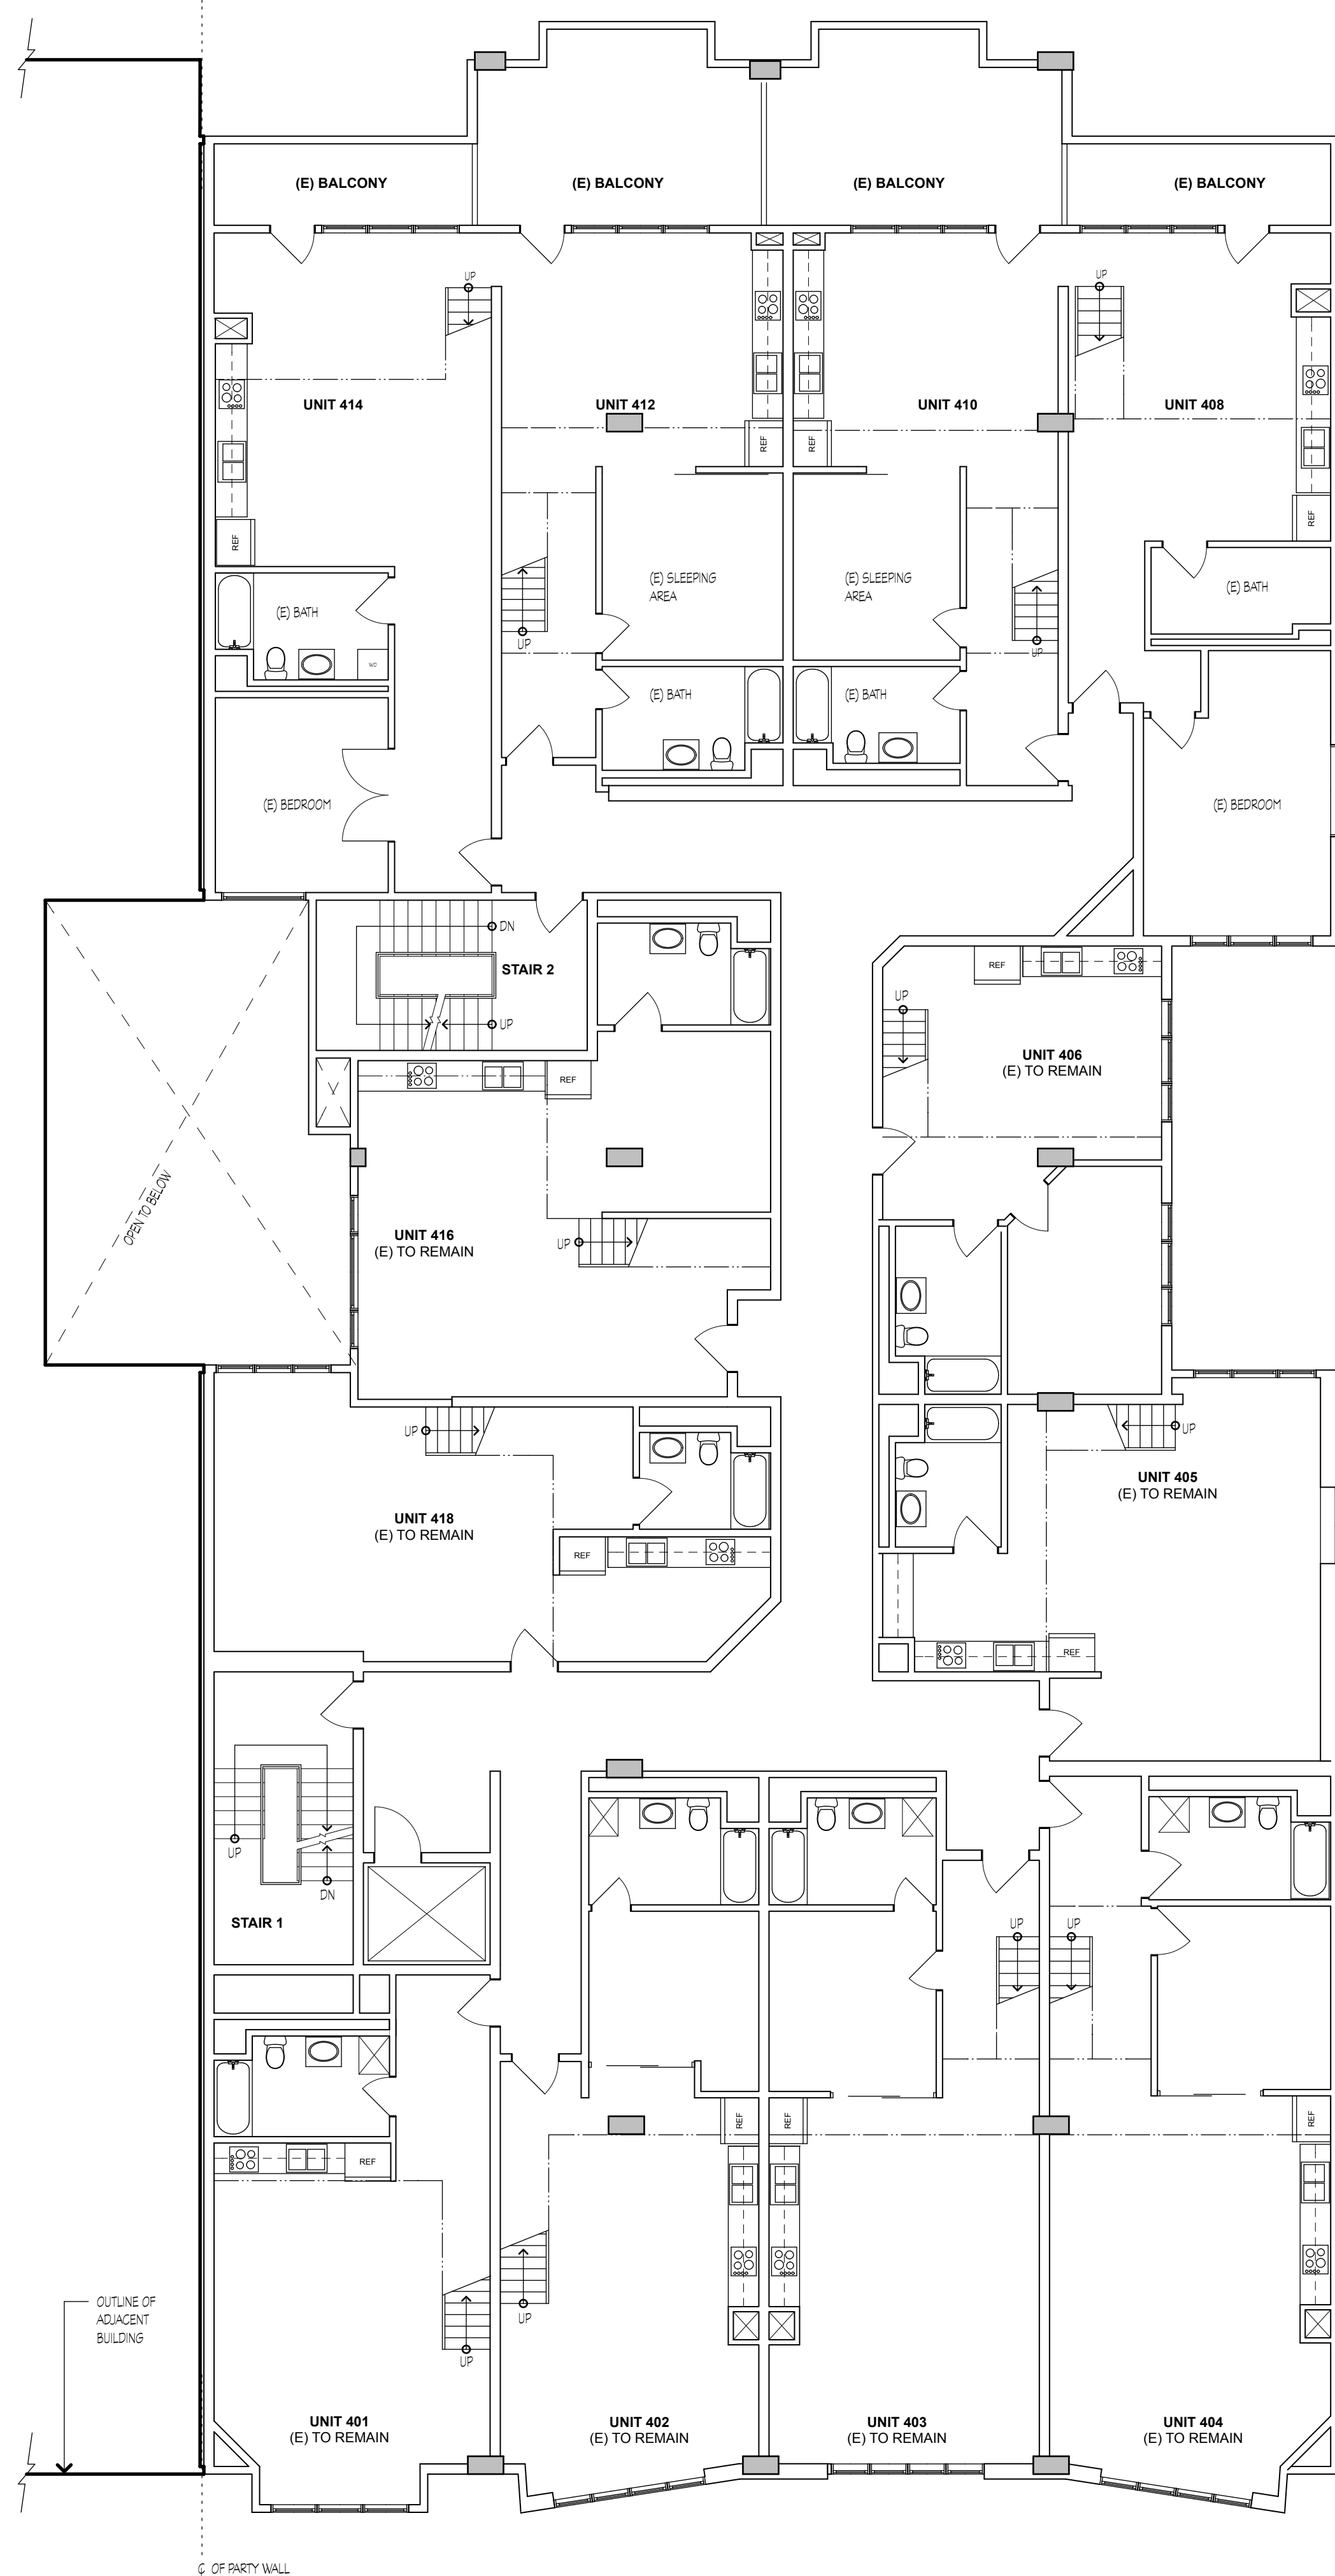 (E) BALCONY
(E) BALCONY
(E) BALCONY
(E) BALCONY
UP
UP
UNIT 414
UNIT 412
UNIT 410
UNIT 408
REF
REF
REF
REF
(E) SLEEPING
AREA
(E) SLEEPING
AREA
(E) BATH
(E) BATH
UP
UP
W/D
(E) BATH
(E) BATH
(E) BEDROOM
(E) BEDROOM
DN
STAIR 2
UP
REF
UP
UNIT 406
(E) TO REMAIN
REF
OPEN TO BELOW
UNIT 416
(E) TO REMAIN
UP
UP
UP
UNIT 405
(E) TO REMAIN
UNIT 418
(E) TO REMAIN
REF
REF
UP
DN
STAIR 1
UP
UP
REF
REF
REF
REF
OUTLINE OF
ADJACENT
BUILDING
UP
UP
UNIT 401
(E) TO REMAIN
UNIT 402
(E) TO REMAIN
UNIT 403
(E) TO REMAIN
UNIT 404
(E) TO REMAIN
℄ OF PARTY WALL